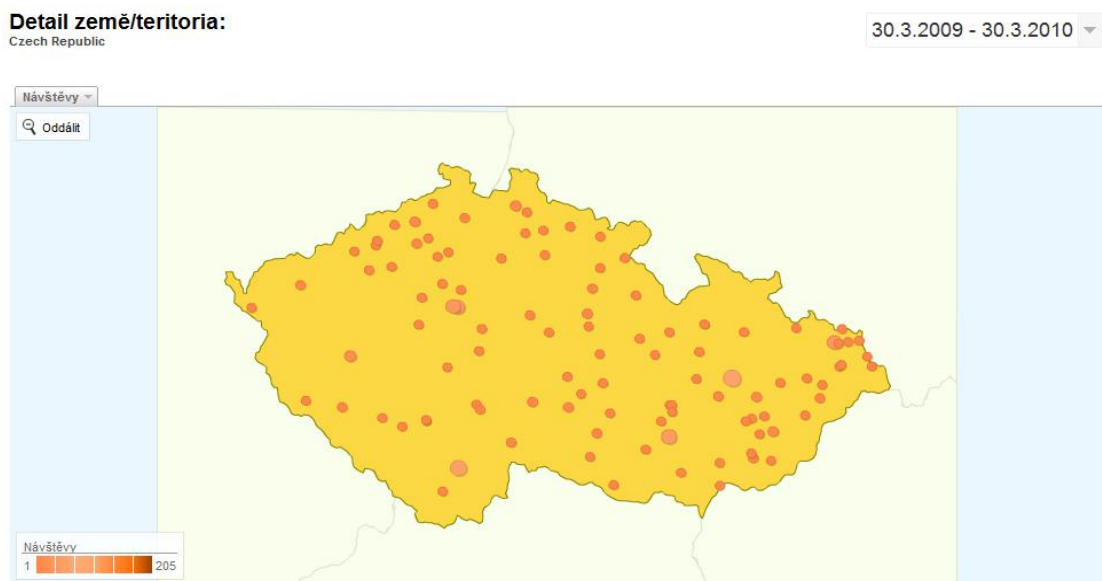 Detail země/teritoria:
Czech Republic
30.3.2009 - 30.3.2010
Návštěvy
Oddálit
Návštěvy
1 205